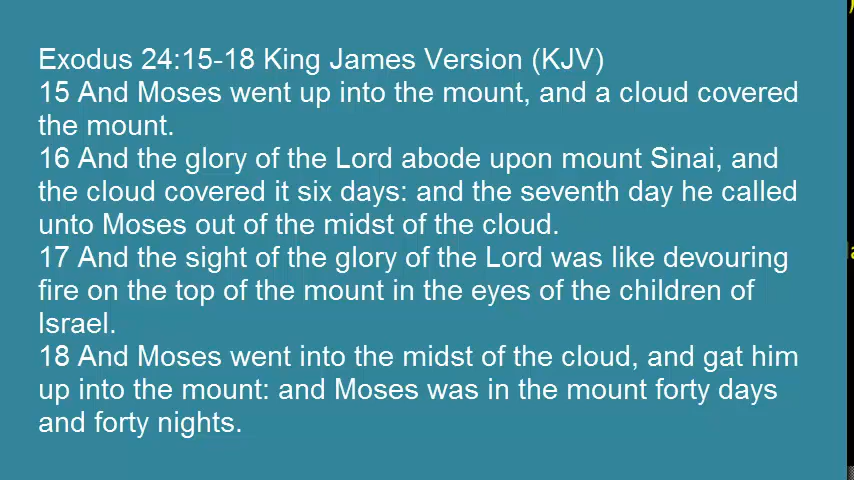 Exodus 24:15-18 King James Version (KJV)
15 And Moses went up into the mount, and a cloud covered
the mount.
16 And the glory of the Lord abode upon mount Sinai, and
the cloud covered it six days: and the seventh day he called
unto Moses out of the midst of the cloud.
17 And the sight of the glory of the Lord was like devouring
fire on the top of the mount in the eyes of the children of
Israel.
18 And Moses went into the midst of the cloud, and gat him
up into the mount: and Moses was in the mount forty days
and forty nights.